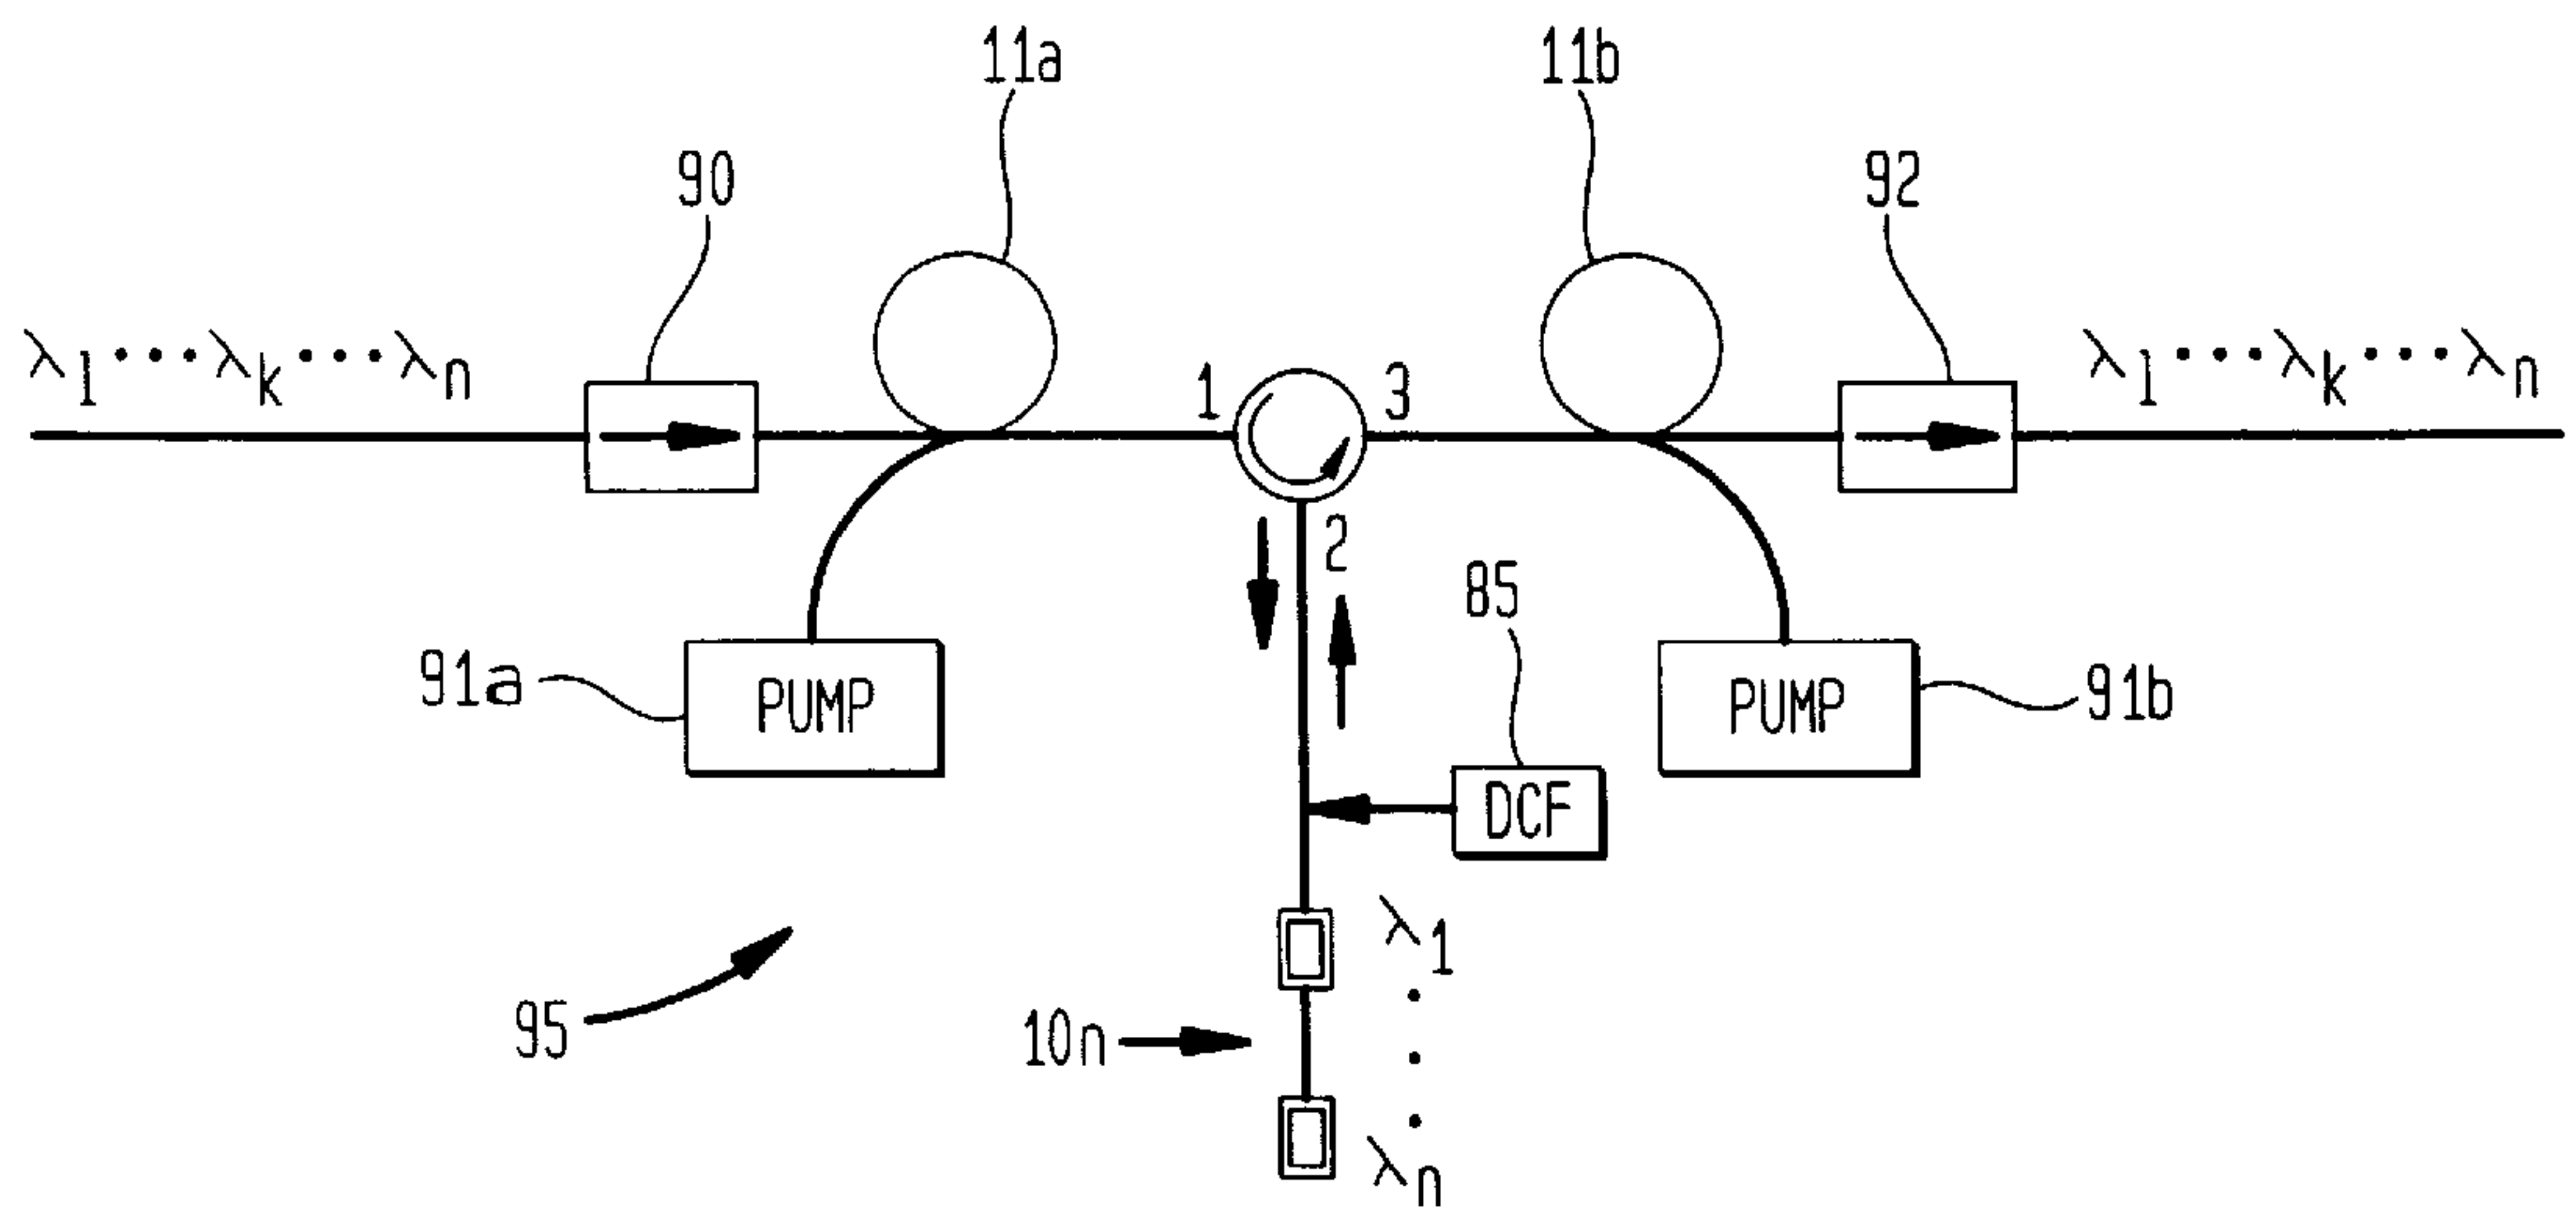 11a 11b
90 92
λ1 • • • λk • • • λn λ1 • • • λk • • • λn
1 3
2
85
91a PUMP PUMP 91b
DCF
λ1
95 10n
λn